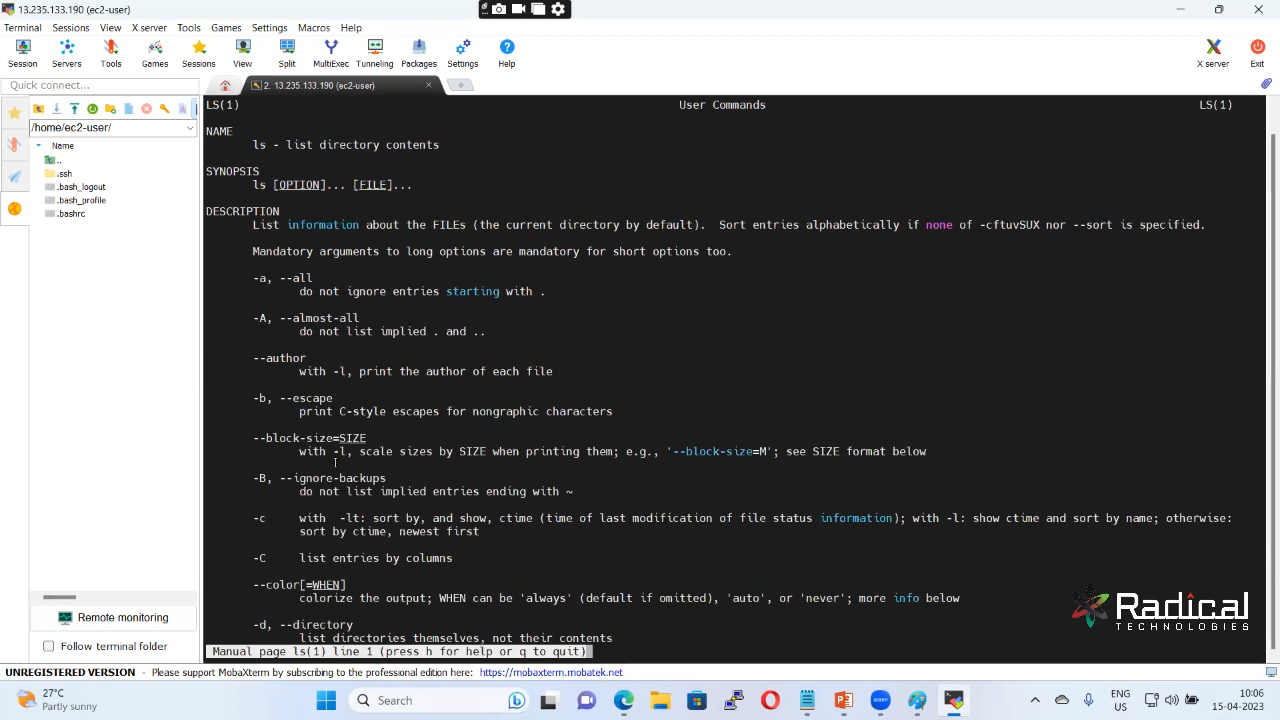 13.235.133.190 (ec2-user)
Terminal Sessions View X server Tools Games Settings Macros Help
Session Servers Tools Games Sessions View Split MultiExec Tunneling Packages Settings Help X server Exit
Quick connect...
2. 13.235.133.190 (ec2-user)
/home/ec2-user/
Name
..
.ssh
.bash_logout
.bash_profile
.bashrc
Remote monitoring
Follow terminal folder
LS(1) User Commands LS(1)
NAME
ls - list directory contents
SYNOPSIS
ls [OPTION]... [FILE]...
DESCRIPTION
List information about the FILEs (the current directory by default). Sort entries alphabetically if none of -cftuvSUX nor --sort is specified.
Mandatory arguments to long options are mandatory for short options too.
-a, --all
do not ignore entries starting with .
-A, --almost-all
do not list implied . and ..
--author
with -l, print the author of each file
-b, --escape
print C-style escapes for nongraphic characters
--block-size=SIZE
with -l, scale sizes by SIZE when printing them; e.g., '--block-size=M'; see SIZE format below
-B, --ignore-backups
do not list implied entries ending with ~
-c with -lt: sort by, and show, ctime (time of last modification of file status information); with -l: show ctime and sort by name; otherwise:
sort by ctime, newest first
-C list entries by columns
--color[=WHEN]
colorize the output; WHEN can be 'always' (default if omitted), 'auto', or 'never'; more info below
-d, --directory
list directories themselves, not their contents
Manual page ls(1) line 1 (press h for help or q to quit)
Radical
TECHNOLOGIES
UNREGISTERED VERSION - Please support MobaXterm by subscribing to the professional edition here: https://mobaxterm.mobatek.net
27°C
Partly sunny
Search
zoom
ENG
US
10:06
15-04-2023